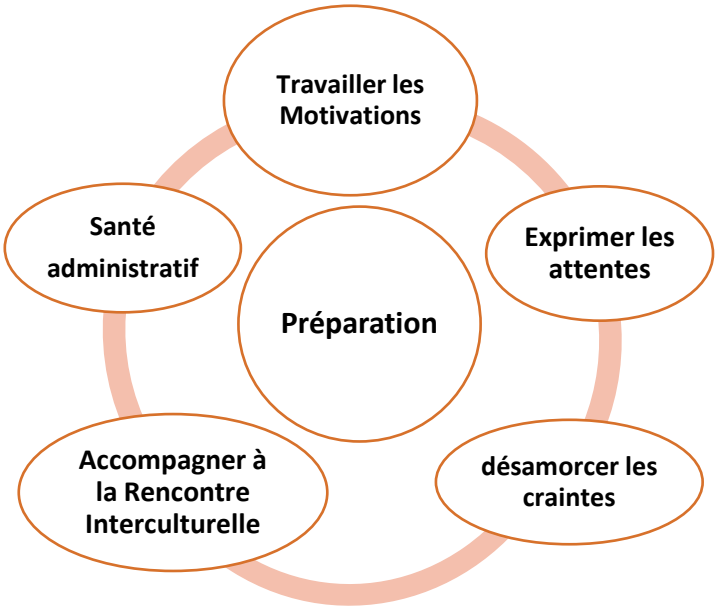 Travailler les
Motivations
Exprimer les
attentes
désamorcer les
craintes
Accompagner à
la Rencontre
Interculturelle
Santé
administratif
Préparation